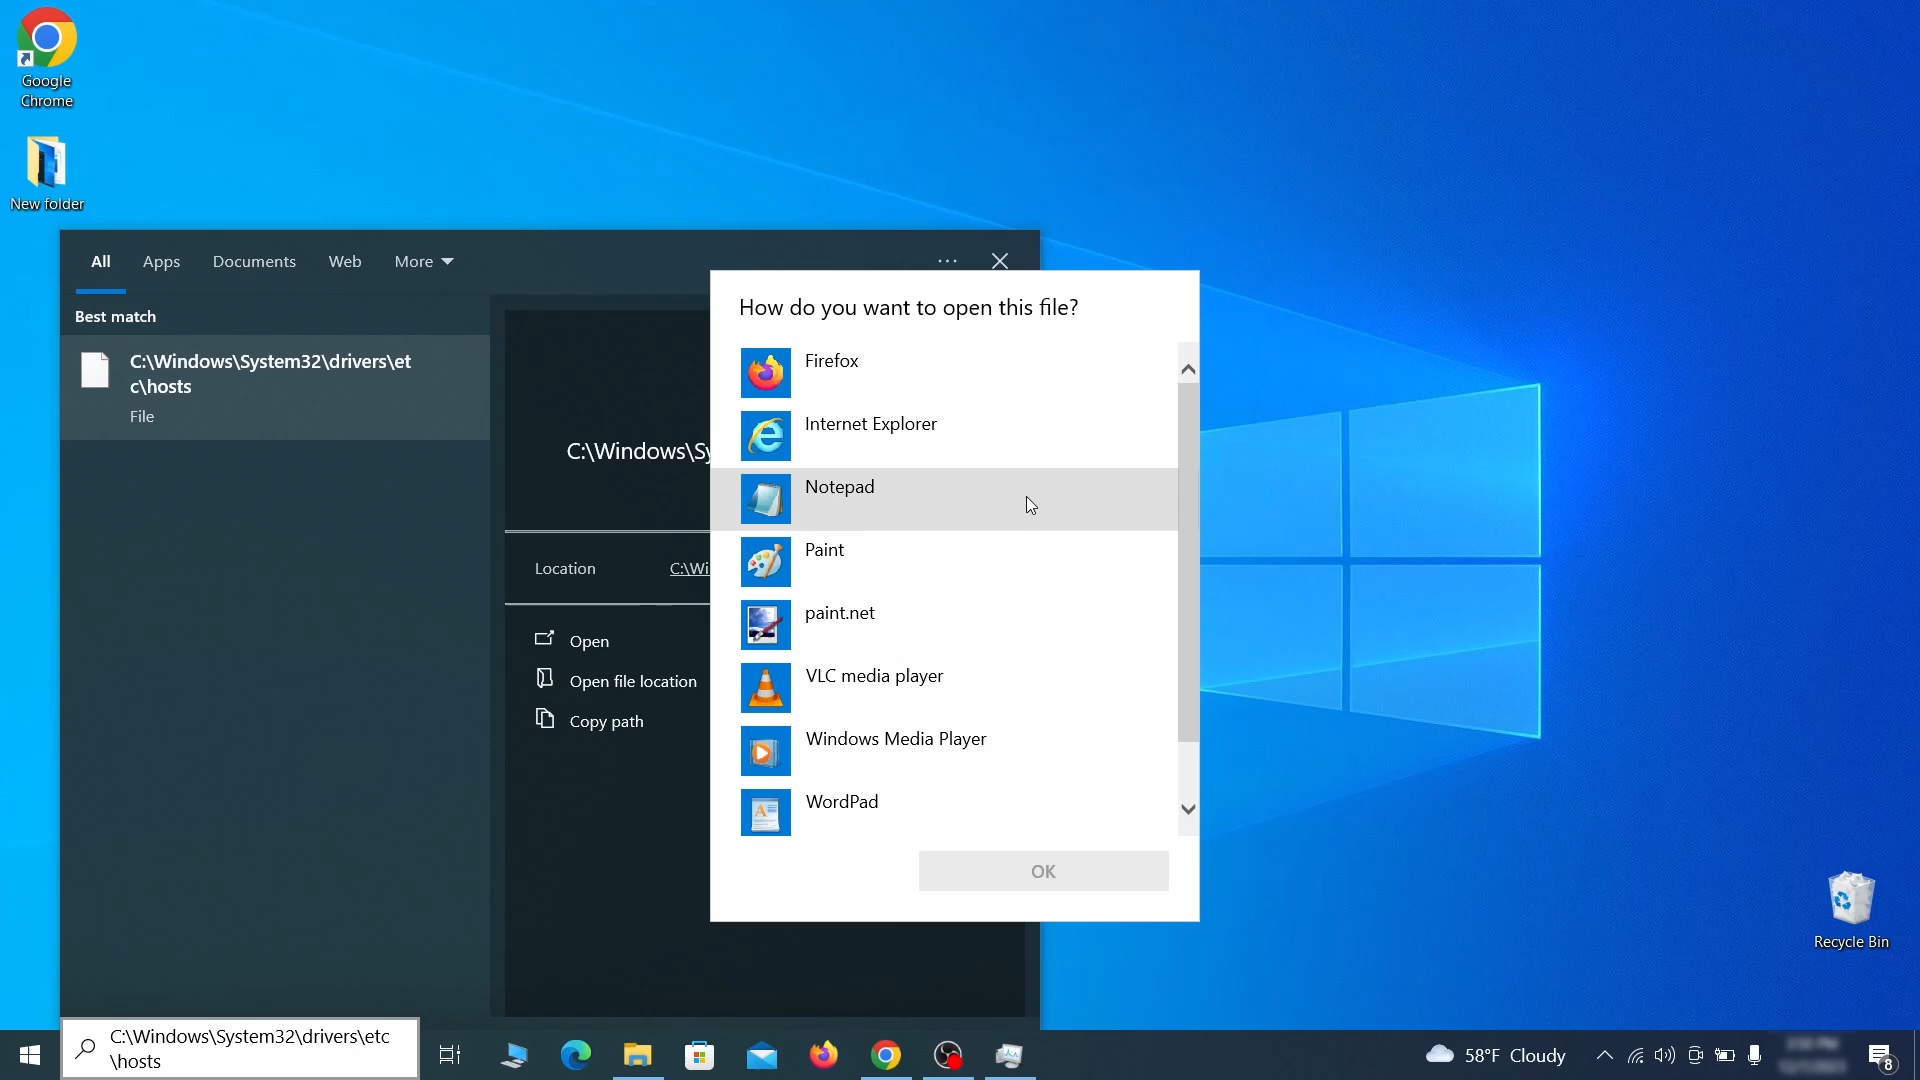 Google
Chrome
New folder
All
Apps
Documents
Web
More
Best match
C:\Windows\System32\drivers\et
c\hosts
File
C:\Windows\Sy
Location
C:\Wi
Open
Open file location
Copy path
How do you want to open this file?
Firefox
Internet Explorer
Notepad
Paint
paint.net
VLC media player
Windows Media Player
WordPad
OK
Recycle Bin
C:\Windows\System32\drivers\etc
\hosts
58°F Cloudy
8